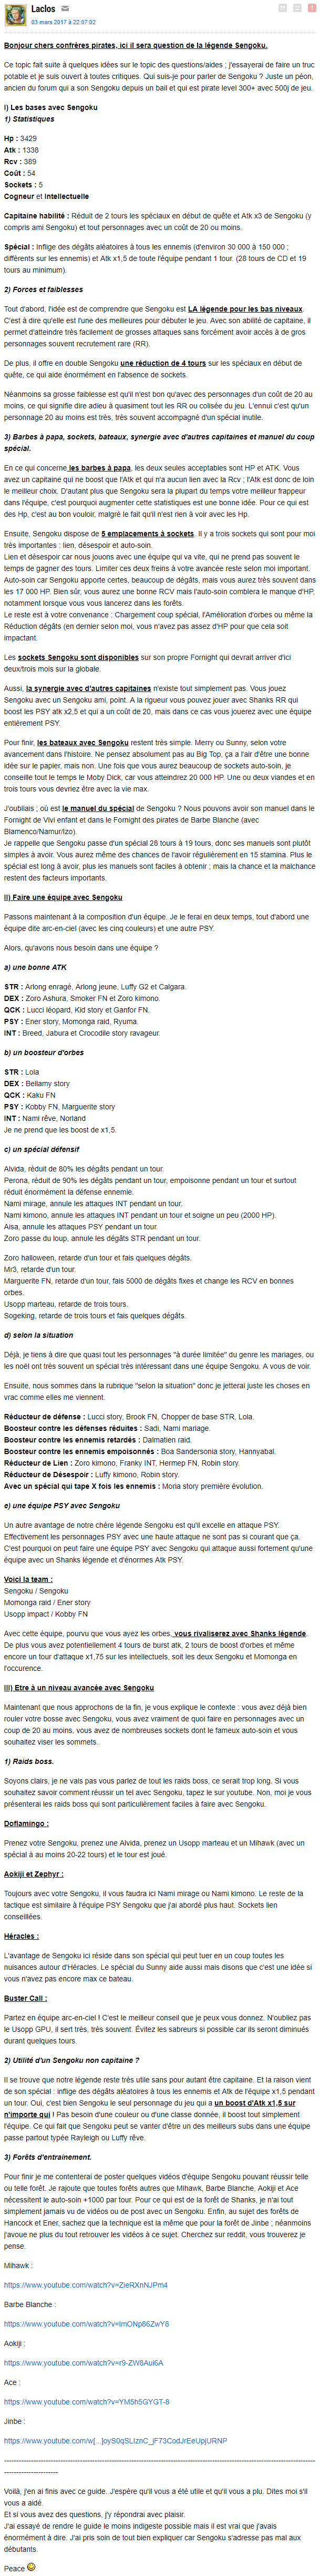 Laclos
03 mars 2017 à 22:07:02
Bonjour chers confrères pirates, ici il sera question de la légende Sengoku.
Ce topic fait suite à quelques idées sur le topic des questions/aides ; j'essayerai de faire un truc
potable et je suis ouvert à toutes critiques. Qui suis-je pour parler de Sengoku ? Juste un péon,
ancien du forum qui a son Sengoku depuis un bail et qui est pirate level 300+ avec 500j de jeu.
I) Les bases avec Sengoku
1) Statistiques
Hp : 3429
Atk : 1338
Rcv : 389
Coût : 54
Sockets : 5
Cogneur et Intellectuelle
Capitaine habilité : Réduit de 2 tours les spéciaux en début de quête et Atk x3 de Sengoku (y
compris ami Sengoku) et tout personnages avec un coût de 20 ou moins.
Spécial : Inflige des dégâts aléatoires à tous les ennemis (d'environ 30 000 à 150 000 ;
différents sur les ennemis) et Atk x1,5 de toute l'équipe pendant 1 tour. (28 tours de CD et 19
tours au minimum).
2) Forces et faiblesses
Tout d'abord, l'idée est de comprendre que Sengoku est LA légende pour les bas niveaux.
C'est à dire qu'elle est l'une des meilleures pour débuter le jeu. Avec son abilité de capitaine, il
permet d'atteindre très facilement de grosses attaques sans forcément avoir accès à de gros
personnages souvent recrutement rare (RR).
De plus, il offre en double Sengoku une réduction de 4 tours sur les spéciaux en début de
quête, ce qui aide énormément en l'absence de sockets.
Néanmoins sa grosse faiblesse est qu'il n'est bon qu'avec des personnages d'un coût de 20 au
moins, ce qui signifie dire adieu à quasiment tout les RR ou colisée du jeu. L'ennui c'est qu'un
personnage 20 au moins est très, très souvent accompagné d'un spécial inutile.
3) Barbes à papa, sockets, bateaux, synergie avec d'autres capitaines et manuel du coup
spécial.
En ce qui concerne les barbes à papa, les deux seules acceptables sont HP et ATK. Vous
avez un capitaine qui ne boost que l'Atk et qui n'a aucun lien avec la Rcv ; l'Atk est donc de loin
le meilleur choix. D'autant plus que Sengoku sera la plupart du temps votre meilleur frappeur
dans l'équipe, c'est pourquoi augmenter cette statistiques est une bonne idée. Pour ce qui est
des Hp, c'est au bon vouloir, malgré le fait qu'il n'est rien à voir avec les Hp.
Ensuite, Sengoku dispose de 5 emplacements à sockets. Il y a trois sockets qui sont pour moi
très importantes : lien, désespoir et auto-soin.
Lien et désespoir car nous jouons avec une équipe qui va vite, qui ne prend pas souvent le
temps de gagner des tours. Limiter ces deux freins à votre avancée reste selon moi important.
Auto-soin car Sengoku apporte certes, beaucoup de dégâts, mais vous aurez très souvent dans
les 17 000 HP. Bien sûr, vous aurez une bonne RCV mais l'auto-soin comblera le manque d'HP,
notamment lorsque vous vous lancerez dans les forêts.
Le reste est à votre convenance : Chargement coup spécial, l'Amélioration d'orbes ou même la
Réduction dégâts (en dernier selon moi, vous n'avez pas assez d'HP pour que cela soit
impactant.
Les sockets Sengoku sont disponibles sur son propre Fornight qui devrait arriver d'ici
deux/trois mois sur la globale.
Aussi, la synergie avec d'autres capitaines n'existe tout simplement pas. Vous jouez
Sengoku avec un Sengoku ami, point. A la rigueur vous pouvez jouer avec Shanks RR qui
boost les PSY atk x2,5 et qui a un coût de 20, mais dans ce cas vous jouerez avec une équipe
entièrement PSY.
Pour finir, les bateaux avec Sengoku restent très simple. Merry ou Sunny, selon votre
avancement dans l'histoire. Ne pensez absolument pas au Big Top, ça a l'air d'être une bonne
idée sur le papier, mais non. Une fois que vous aurez beaucoup de sockets auto-soin, je
conseille tout le temps le Moby Dick, car vous atteindrez 20 000 HP. Une ou deux viandes et en
trois tours vous devriez être avec la vie max.
J'oubliais ; où est le manuel du spécial de Sengoku ? Nous pouvons avoir son manuel dans le
Fornight de Vivi enfant et dans le Fornight des pirates de Barbe Blanche (avec
Blamenco/Namur/Izo).
Je rappelle que Sengoku passe d'un spécial 28 tours à 19 tours, donc ses manuels sont plutôt
simples à avoir. Vous aurez même des chances de l'avoir régulièrement en 15 stamina. Plus le
spécial est long à avoir, plus les manuels sont faciles à obtenir ; mais la chance et la malchance
restent des facteurs importants.
II) Faire une équipe avec Sengoku
Passons maintenant à la composition d'un équipe. Je le ferai en deux temps, tout d'abord une
équipe dite arc-en-ciel (avec les cinq couleurs) et une autre PSY.
Alors, qu'avons nous besoin dans une équipe ?
a) une bonne ATK
STR : Arlong enragé, Arlong jeune, Luffy G2 et Calgara.
DEX : Zoro Ashura, Smoker FN et Zoro kimono.
QCK : Lucci léopard, Kid story et Ganfor FN.
PSY : Ener story, Momonga raid, Ryuma.
INT : Breed, Jabura et Crocodile story ravageur.
b) un boosteur d'orbes
STR : Lola
DEX : Bellamy story
QCK : Kaku FN
PSY : Kobby FN, Marguerite story
INT : Nami rêve, Norland
Je ne prend que les boost de x1,5.
c) un spécial défensif
Alvida, réduit de 80% les dégâts pendant un tour.
Perona, réduit de 90% les dégâts pendant un tour, empoisonne pendant un tour et surtout
réduit énormément la défense ennemie.
Nami mirage, annule les attaques INT pendant un tour.
Nami kimono, annule les attaques INT pendant un tour et soigne un peu (2000 HP).
Aisa, annule les attaques PSY pendant un tour.
Zoro passe du loup, annule les dégâts STR pendant un tour.
Zoro halloween, retarde d'un tour et fais quelques dégâts.
Mr3, retarde d'un tour.
Marguerite FN, retarde d'un tour, fais 5000 de dégâts fixes et change les RCV en bonnes
orbes.
Usopp marteau, retarde de trois tours.
Sogeking, retarde de trois tours et fais quelques dégâts.
d) selon la situation
Déjà, je tiens à dire que quasi tout les personnages "à durée limitée" du genre les mariages, ou
les noël ont très souvent un spécial très intéressant dans une équipe Sengoku. A vous de voir.
Ensuite, nous sommes dans la rubrique "selon la situation" donc je jetterai juste les choses en
vrac comme elles me viennent.
Réducteur de défense : Lucci story, Brook FN, Chopper de base STR, Lola.
Boosteur contre les défenses réduites : Sadi, Nami mariage.
Boosteur contre les ennemis retardés : Dalmatien raid.
Boosteur contre les ennemis empoisonnés : Boa Sandersonia story, Hannyabal.
Réducteur de Lien : Zoro kimono, Franky INT, Hermep FN, Robin story.
Réducteur de Désespoir : Luffy kimono, Robin story.
Avec un spécial qui tape X fois les ennemis : Moria story première évolution.
e) une équipe PSY avec Sengoku
Un autre avantage de notre chère légende Sengoku est qu'il excelle en attaque PSY.
Effectivement les personnages PSY avec une haute attaque ne sont pas si courant que ça.
C'est pourquoi on peut faire une équipe PSY avec Sengoku qui attaque aussi fortement qu'une
équipe avec un Shanks légende et d'énormes Atk PSY.
Voici la team :
Sengoku / Sengoku
Momonga raid / Ener story
Usopp impact / Kobby FN
Avec cette équipe, pourvu que vous ayez les orbes, vous rivaliserez avec Shanks légende.
De plus vous avez potentiellement 4 tours de burst atk, 2 tours de boost d'orbes et même
encore un tour d'attaque x1,75 sur les intellectuels, soit les deux Sengoku et Momonga en
l'occurence.
III) Etre à un niveau avancée avec Sengoku
Maintenant que nous approchons de la fin, je vous explique le contexte : vous avez déjà bien
rouler votre bosse avec Sengoku, vous avez vraiment de quoi faire en personnages avec un
coup de 20 au moins, vous avez de nombreuses sockets dont le fameux auto-soin et vous
souhaitez viser les sommets.
1) Raids boss.
Soyons clairs, je ne vais pas vous parlez de tout les raids boss, ce serait trop long. Si vous
souhaitez savoir comment réussir un tel avec Sengoku, tapez le sur youtube. Non, moi je vous
présenterai les raids boss qui sont particulièrement faciles à faire avec Sengoku.
Doflamingo :
Prenez votre Sengoku, prenez une Alvida, prenez un Usopp marteau et un Mihawk (avec un
spécial à au moins 20-22 tours) et le tour est joué.
Aokiji et Zephyr :
Toujours avec votre Sengoku, il vous faudra ici Nami mirage ou Nami kimono. Le reste de la
tactique est similaire à l'équipe PSY Sengoku que j'ai abordé plus haut. Sockets lien
conseillées.
Héracles :
L'avantage de Sengoku ici réside dans son spécial qui peut tuer en un coup toutes les
nuisances autour d'Héracles. Le spécial du Sunny aide aussi mais disons que c'est une idée si
vous n'avez pas encore max ce bateau.
Buster Call :
Partez en équipe arc-en-ciel ! C'est le meilleur conseil que je peux vous donnez. N'oubliez pas
le Usopp GPU, il sert très, très souvent. Évitez les sabreurs si possible car ils seront diminués
durant quelques tours.
2) Utilité d'un Sengoku non capitaine ?
Il se trouve que notre légende reste très utile sans pour autant être capitaine. Et la raison vient
de son spécial : inflige des dégâts aléatoires à tous les ennemis et Atk de l'équipe x1,5 pendant
un tour. Oui, c'est bien Sengoku le seul personnage du jeu qui a un boost d'Atk x1,5 sur
n'importe qui ! Pas besoin d'une couleur ou d'une classe donnée, il boost tout simplement
l'équipe. Ce qui fait que Sengoku peut se vanter d'être un des meilleurs subs dans une équipe
passe partout typée Rayleigh ou Luffy rêve.
3) Forêts d'entrainement.
Pour finir je me contenterai de poster quelques vidéos d'équipe Sengoku pouvant réussir telle
ou telle forêt. Je rajoute que toutes forêts autres que Mihawk, Barbe Blanche, Aokiji et Ace
nécessitent le auto-soin +1000 par tour. Pour ce qui est de la forêt de Shanks, je n'ai tout
simplement jamais vu de vidéos ou de post avec un Sengoku. Enfin, au sujet des forêts de
Hancock et Ener, sachez que la technique est la même que pour la forêt de Jinbe ; néanmoins
j'avoue ne plus du tout retrouver les vidéos à ce sujet. Cherchez sur reddit, vous trouverez je
pense.
Mihawk :
https://www.youtube.com/watch?v=ZieRXnNJPm4
Barbe Blanche :
https://www.youtube.com/watch?v=ImONp86ZwY8
Aokiji :
https://www.youtube.com/watch?v=r9-ZW8Aui6A
Ace :
https://www.youtube.com/watch?v=YM5h5GYGT-8
Jinbe :
https://www.youtube.com/w[...]oyS0qSLIznC_jF73CodJrEeUpjURNP
Voilà, j'en ai finis avec ce guide. J'espère qu'il vous a été utile et qu'il vous a plu. Dites moi s'il
vous a aidé.
Et si vous avez des questions, j'y répondrai avec plaisir.
J'ai essayé de rendre le guide le moins indigeste possible mais il est vrai que j'avais
énormément à dire. J'ai pris soin de tout bien expliquer car Sengoku s'adresse pas mal aux
débutants.
Peace